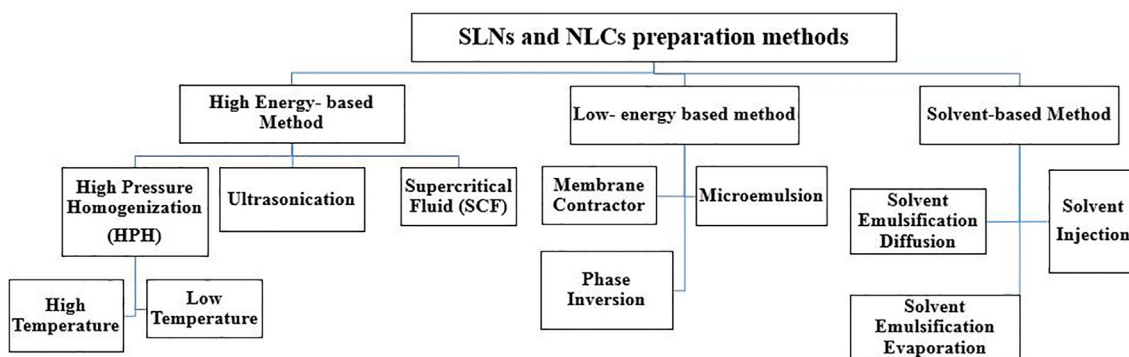 SLNs and NLCs preparation methods
High Energy- based
Method
Low- energy based method
Solvent-based Method
High Pressure
Homogenization
(HPH)
Ultrasonication
Supercritical
Fluid (SCF)
Membrane
Contractor
Microemulsion
Solvent
Emulsification
Diffusion
Solvent
Injection
Phase
Inversion
High
Temperature
Low
Temperature
Solvent
Emulsification
Evaporation